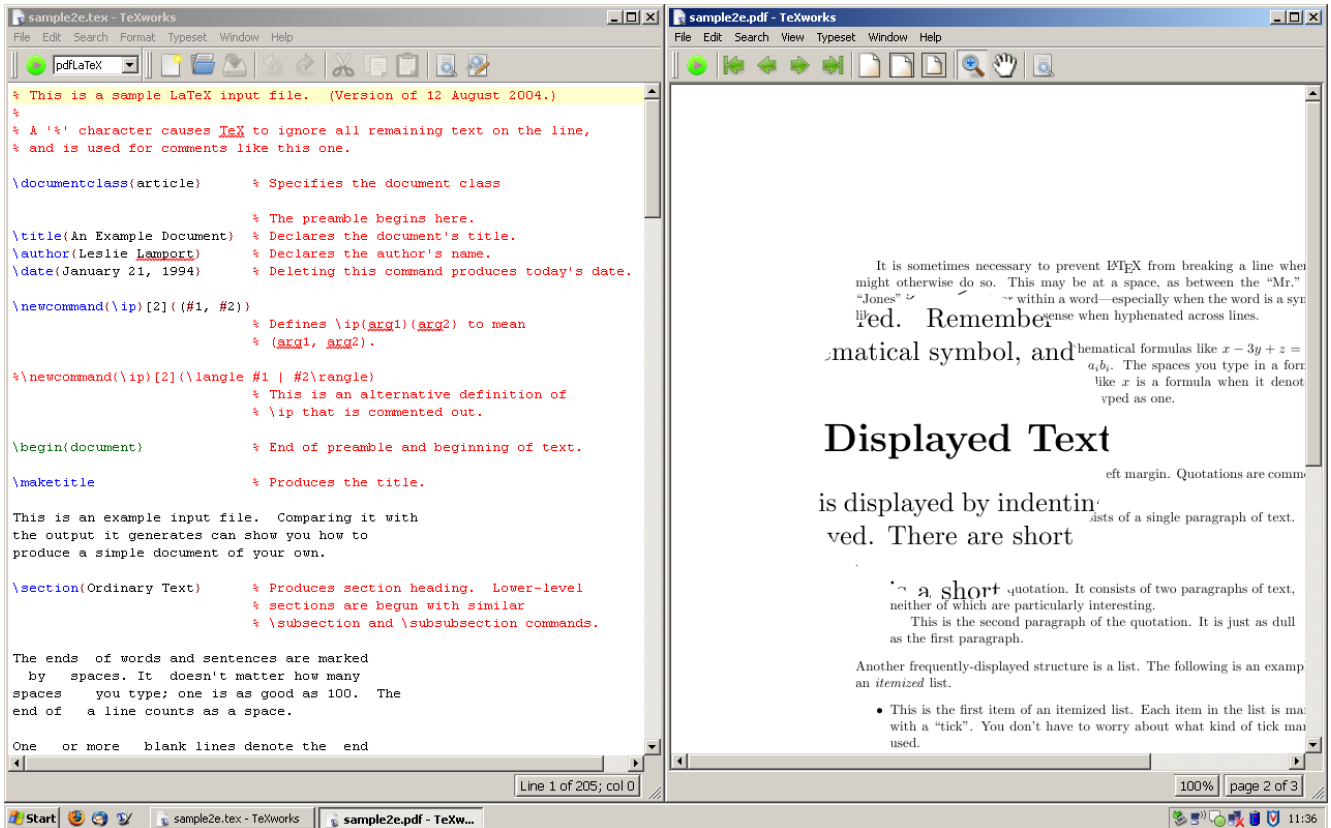 sample2e.tex - TeXworks
File Edit Search Format Typeset Window Help
pdfLaTeX
% This is a sample LaTeX input file.  (Version of 12 August 2004.)
%
% A '%' character causes TeX to ignore all remaining text on the line,
% and is used for comments like this one.
\documentclass{article}      % Specifies the document class
% The preamble begins here.
\title{An Example Document}  % Declares the document's title.
\author{Leslie Lamport}      % Declares the author's name.
\date{January 21, 1994}      % Deleting this command produces today's date.
\newcommand{\ip}[2]{(#1, #2)}
% Defines \ip{arg1}{arg2} to mean
% (arg1, arg2).
%\newcommand{\ip}[2]{\langle #1 | #2\rangle}
% This is an alternative definition of
% \ip that is commented out.
\begin{document}             % End of preamble and beginning of text.
\maketitle                   % Produces the title.
This is an example input file.  Comparing it with
the output it generates can show you how to
produce a simple document of your own.
\section{Ordinary Text}      % Produces section heading.  Lower-level
% sections are begun with similar
% \subsection and \subsubsection commands.
The ends  of words and sentences are marked
by   spaces. It  doesn't matter how many
spaces    you type; one is as good as 100.  The
end of   a line counts as a space.
One   or more   blank lines denote the  end
Line 1 of 205; col 0
sample2e.pdf - TeXworks
File Edit Search View Typeset Window Help
It is sometimes necessary to prevent LATEX from breaking a line
might otherwise do so. This may be at a space, as between the “Mr.”
“Jones” within a word—especially when the word is a
red. Remember sense when hyphenated across lines.
matical symbol, and hematical formulas like x − 3y + z =
aᵢbᵢ. The spaces you type in a
like x is a formula when it
yped as one.
Displayed Text
eft margin. Quotations are
is displayed by indentin
ists of a single paragraph of text.
ved. There are short
is a short quotation. It consists of two paragraphs of text,
neither of which are particularly interesting.
This is the second paragraph of the quotation. It is just as dull
as the first paragraph.
Another frequently-displayed structure is a list. The following is an
an itemized list.
• This is the first item of an itemized list. Each item in the list is
with a “tick”. You don’t have to worry about what kind of tick
used.
100% page 2 of 3
Start sample2e.tex - TeXworks sample2e.pdf - TeXw... 11:36